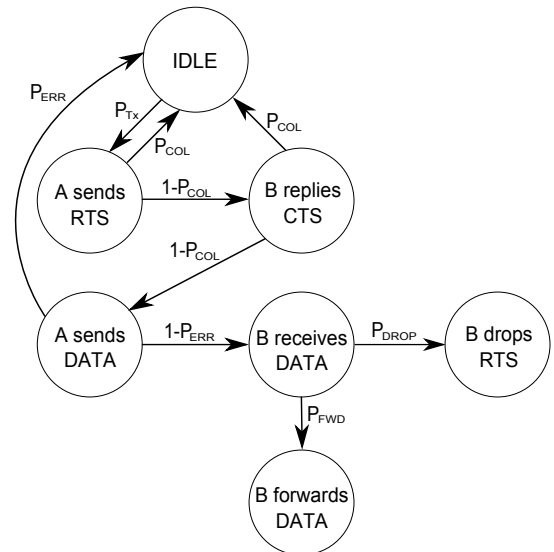 IDLE
PERR
PTx
PCOL
PCOL
A sends
RTS
1-PCOL
B replies
CTS
1-PCOL
A sends
DATA
1-PERR
B receives
DATA
PDROP
B drops
RTS
PFWD
B forwards
DATA